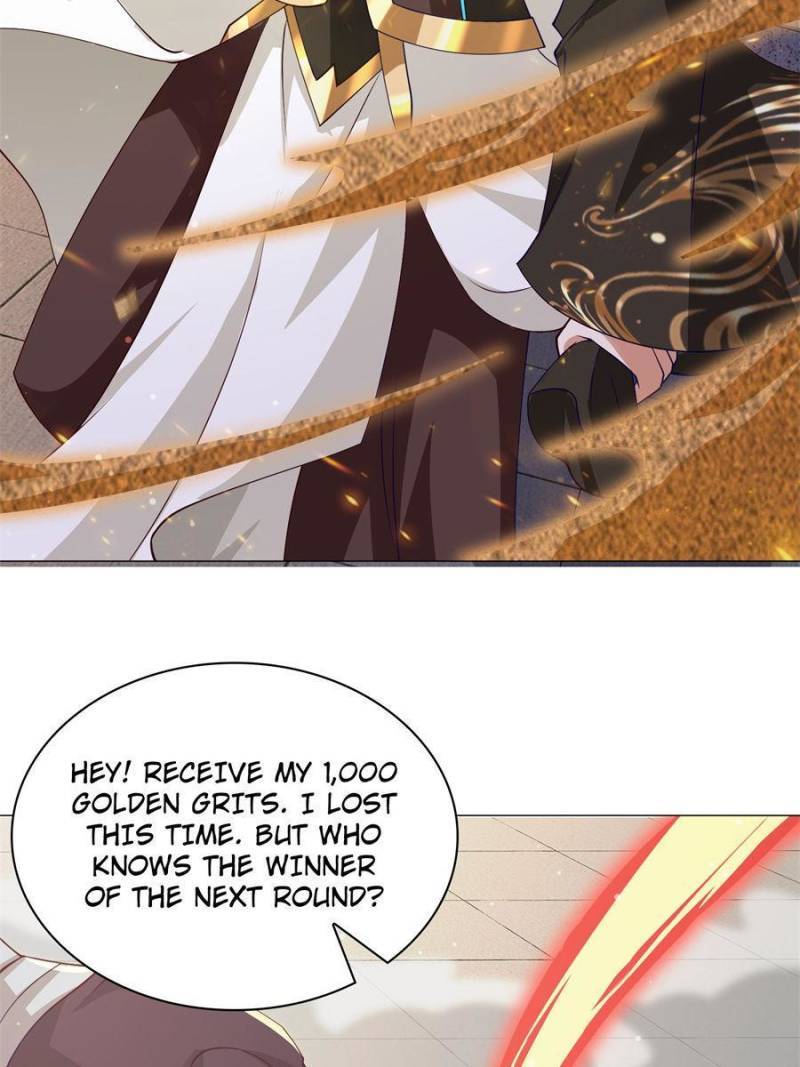 HEY! RECEIVE MY 1,000
GOLDEN GRITS. I LOST
THIS TIME. BUT WHO
KNOWS THE WINNER
OF THE NEXT ROUND?